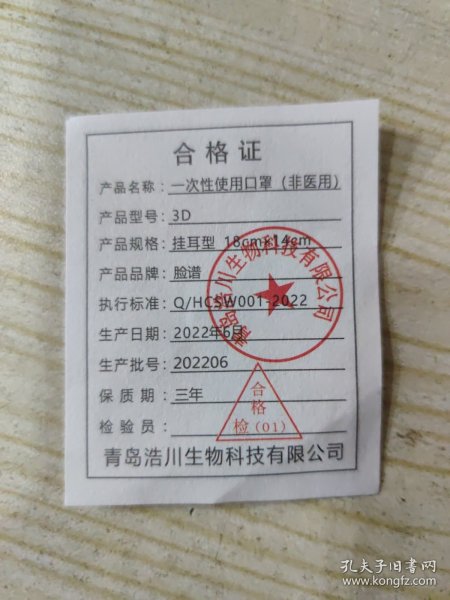 合格证
产品名称：一次性使用口罩（非医用）
产品型号：3D
产品规格：挂耳型 18cm×14cm
产品品牌：脸谱
执行标准：Q/HCSW001-2022
生产日期：2022年6月
生产批号：202206
保质期：三年
检验员：
青岛浩川生物科技有限公司
青岛浩川生物科技有限公司
合格
检(01)
孔夫子旧书网
www.kongfz.com